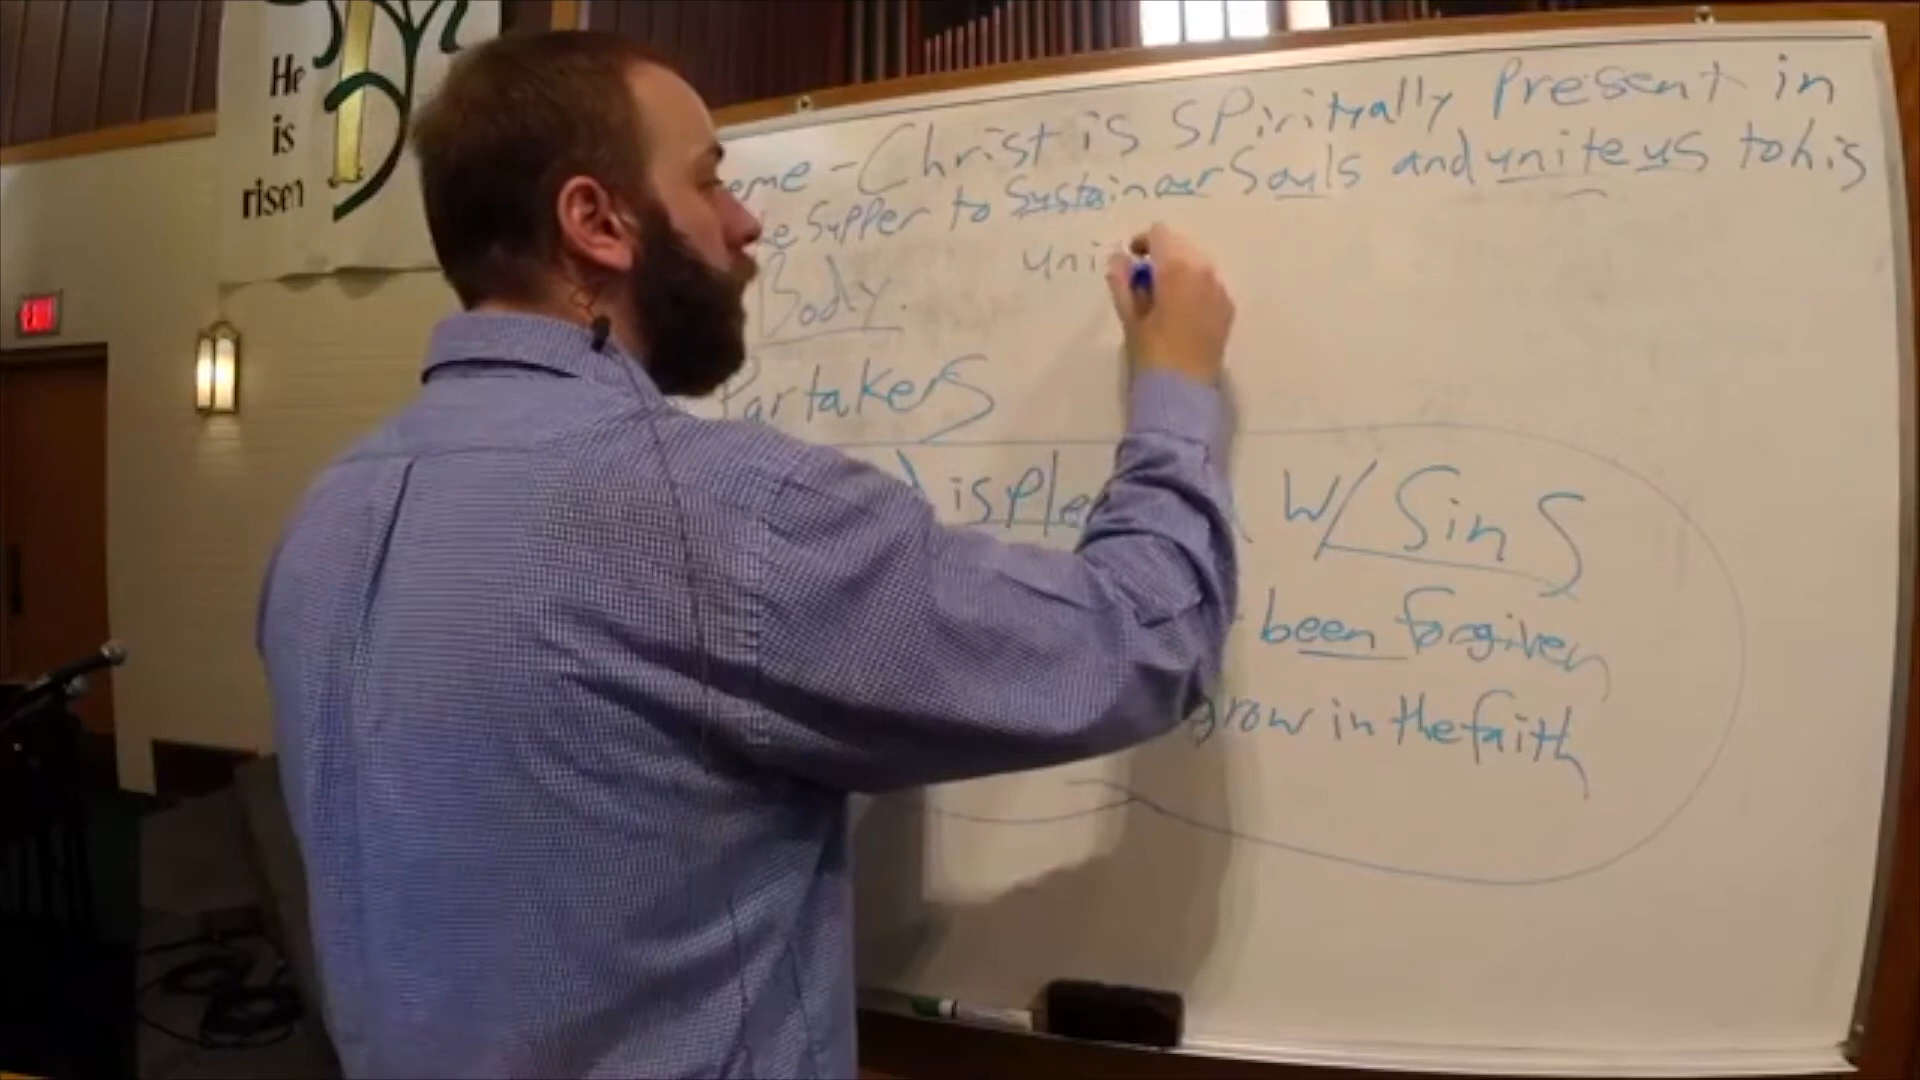 He
is
risen
EXIT
Christ is Spiritually Present in
Supper to Sustain our Souls and unite us to his
uni
Body.
Partakers
W/ Sins
been forgiven
grow in the faith